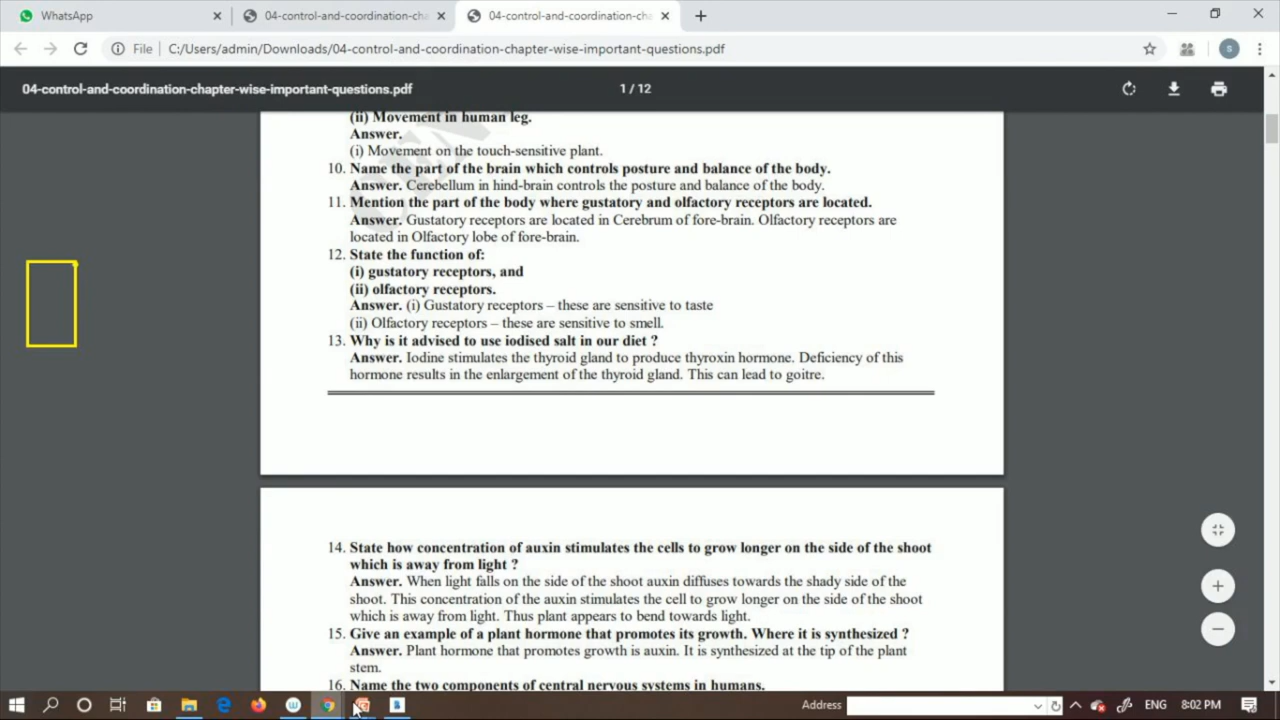 WhatsApp
04-control-and-coordination-cha
04-control-and-coordination-cha
File
C:/Users/admin/Downloads/04-control-and-coordination-chapter-wise-important-questions.pdf
S
04-control-and-coordination-chapter-wise-important-questions.pdf
1 / 12
(ii) Movement in human leg.
Answer.
(i) Movement on the touch-sensitive plant.
10. Name the part of the brain which controls posture and balance of the body.
Answer. Cerebellum in hind-brain controls the posture and balance of the body.
11. Mention the part of the body where gustatory and olfactory receptors are located.
Answer. Gustatory receptors are located in Cerebrum of fore-brain. Olfactory receptors are
located in Olfactory lobe of fore-brain.
12. State the function of:
(i) gustatory receptors, and
(ii) olfactory receptors.
Answer. (i) Gustatory receptors – these are sensitive to taste
(ii) Olfactory receptors – these are sensitive to smell.
13. Why is it advised to use iodised salt in our diet ?
Answer. Iodine stimulates the thyroid gland to produce thyroxin hormone. Deficiency of this
hormone results in the enlargement of the thyroid gland. This can lead to goitre.
14. State how concentration of auxin stimulates the cells to grow longer on the side of the shoot
which is away from light ?
Answer. When light falls on the side of the shoot auxin diffuses towards the shady side of the
shoot. This concentration of the auxin stimulates the cell to grow longer on the side of the shoot
which is away from light. Thus plant appears to bend towards light.
15. Give an example of a plant hormone that promotes its growth. Where it is synthesized ?
Answer. Plant hormone that promotes growth is auxin. It is synthesized at the tip of the plant
stem.
16. Name the two components of central nervous systems in humans.
Address
ENG
8:02 PM